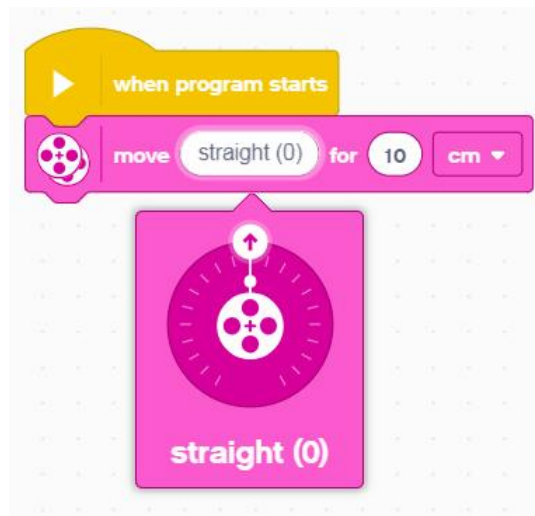 when program starts
move straight (0) for 10 cm
straight (0)